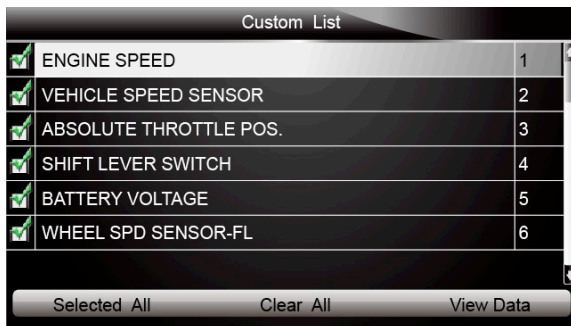 Custom List
ENGINE SPEED 1
VEHICLE SPEED SENSOR 2
ABSOLUTE THROTTLE POS. 3
SHIFT LEVER SWITCH 4
BATTERY VOLTAGE 5
WHEEL SPD SENSOR-FL 6
Selected All Clear All View Data